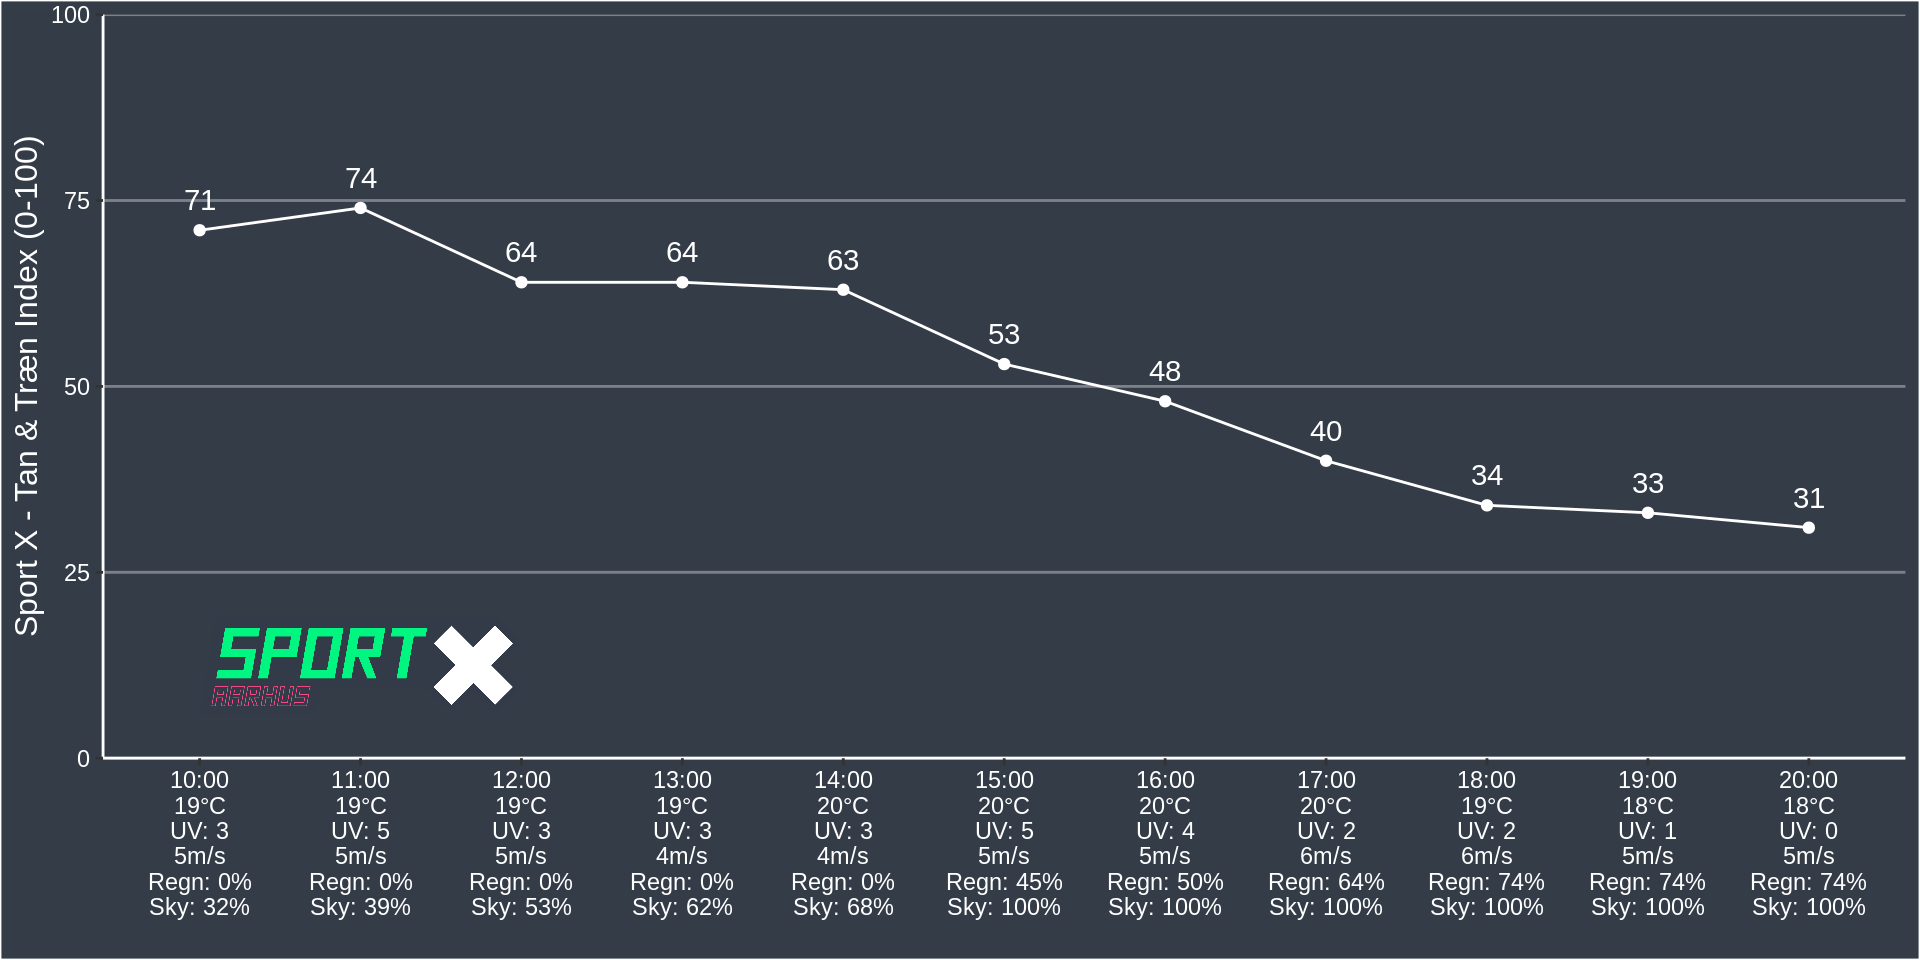 Sport X - Tan & Træn Index (0-100)
100
75
50
25
0
71
74
64
64
63
53
48
40
34
33
31
SPORT X
AARHUS
10:00
19°C
UV: 3
5m/s
Regn: 0%
Sky: 32%
11:00
19°C
UV: 5
5m/s
Regn: 0%
Sky: 39%
12:00
19°C
UV: 3
5m/s
Regn: 0%
Sky: 53%
13:00
19°C
UV: 3
4m/s
Regn: 0%
Sky: 62%
14:00
20°C
UV: 3
4m/s
Regn: 0%
Sky: 68%
15:00
20°C
UV: 5
5m/s
Regn: 45%
Sky: 100%
16:00
20°C
UV: 4
5m/s
Regn: 50%
Sky: 100%
17:00
20°C
UV: 2
6m/s
Regn: 64%
Sky: 100%
18:00
19°C
UV: 2
6m/s
Regn: 74%
Sky: 100%
19:00
18°C
UV: 1
5m/s
Regn: 74%
Sky: 100%
20:00
18°C
UV: 0
5m/s
Regn: 74%
Sky: 100%